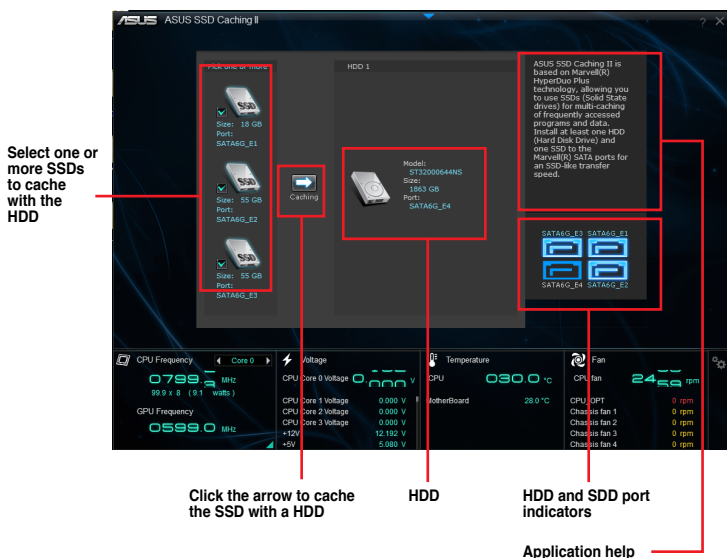 ASUS ASUS SSD Caching II
? X
Pick one or more
HDD 1
SSD
Size: 18 GB
Port:
SATA6G_E1
SSD
Size: 55 GB
Port:
SATA6G_E2
SSD
Size: 55 GB
Port:
SATA6G_E3
Caching
Model:
ST32000644NS
Size:
1863 GB
Port:
SATA6G_E4
ASUS SSD Caching II is
based on Marvell(R)
HyperDuo Plus
technology, allowing you
to use SSDs (Solid State
drives) for multi-caching
of frequently accessed
programs and data.
Install at least one HDD
(Hard Disk Drive) and
one SSD to the
Marvell(R) SATA ports for
an SSD-like transfer
speed.
SATA6G_E3 SATA6G_E1
SATA6G_E4 SATA6G_E2
Select one or
more SSDs
to cache
with the
HDD
CPU Frequency
Core 0
MHz
99.9 x 8 (9.1 watts)
GPU Frequency
0599.0 MHz
Voltage
CPU Core 0 Voltage
V
CPU Core 1 Voltage 0.000 V
CPU Core 2 Voltage 0.000 V
CPU Core 3 Voltage 0.000 V
+12V 12.192 V
+5V 5.080 V
Temperature
CPU 030.0 °C
MotherBoard 28.0 °C
Fan
CPU fan
rpm
CPU_OPT 0 rpm
Chassis fan 1 0 rpm
Chassis fan 2 0 rpm
Chassis fan 3 0 rpm
Chassis fan 4 0 rpm
Click the arrow to cache
the SSD with a HDD
HDD
HDD and SDD port
indicators
Application help